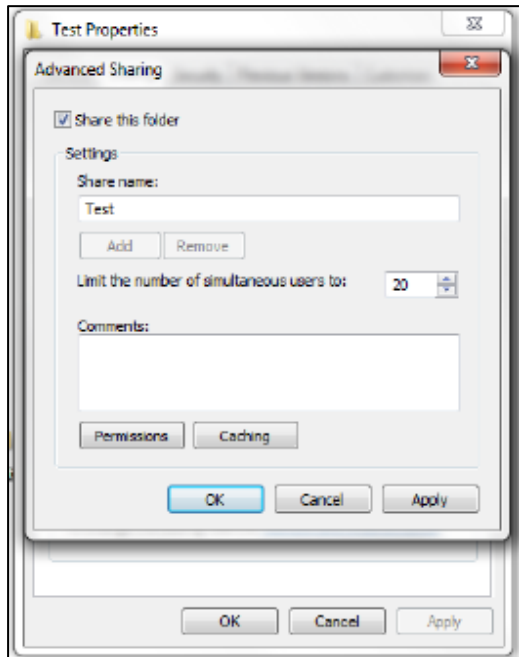 Test Properties
Advanced Sharing
Share this folder
Settings
Share name:
Test
Add Remove
Limit the number of simultaneous users to: 20
Comments:
Permissions Caching
OK Cancel Apply
OK Cancel Apply